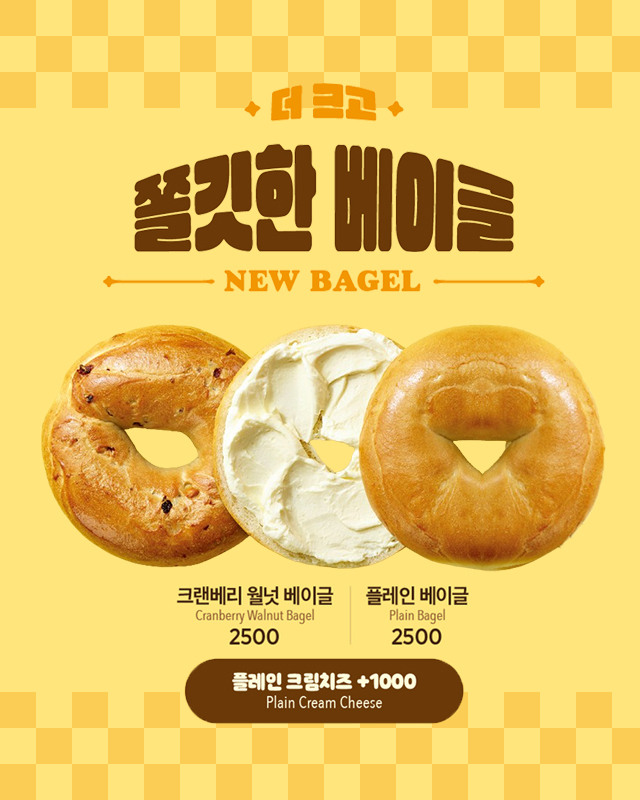 더 크고
쫄깃한 베이글
NEW BAGEL
크랜베리 월넛 베이글
Cranberry Walnut Bagel
2500
플레인 베이글
Plain Bagel
2500
플레인 크림치즈 +1000
Plain Cream Cheese